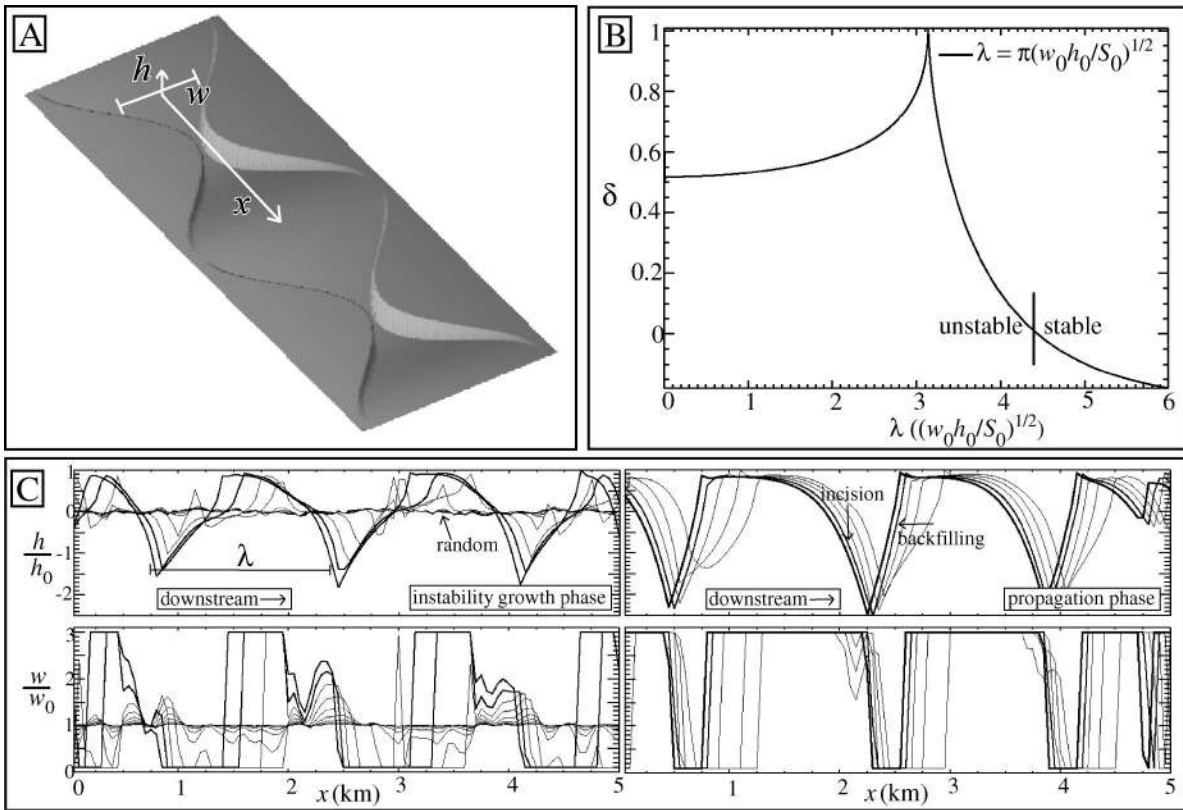 A
h
w
x
B
1
0.8
0.6
0.4
0.2
0
δ
λ = π(w₀h₀/S₀)^1/2
unstable
stable
0 1 2 3 4 5 6
λ ((w₀h₀/S₀)^1/2)
C
1
0
-1
-2
h/h₀
random
λ
downstream→
instability growth phase
incision
backfilling
downstream→
propagation phase
3
2
1
0
w/w₀
0 1 2 3 4 5
x (km)
1 2 3 4 5
x (km)